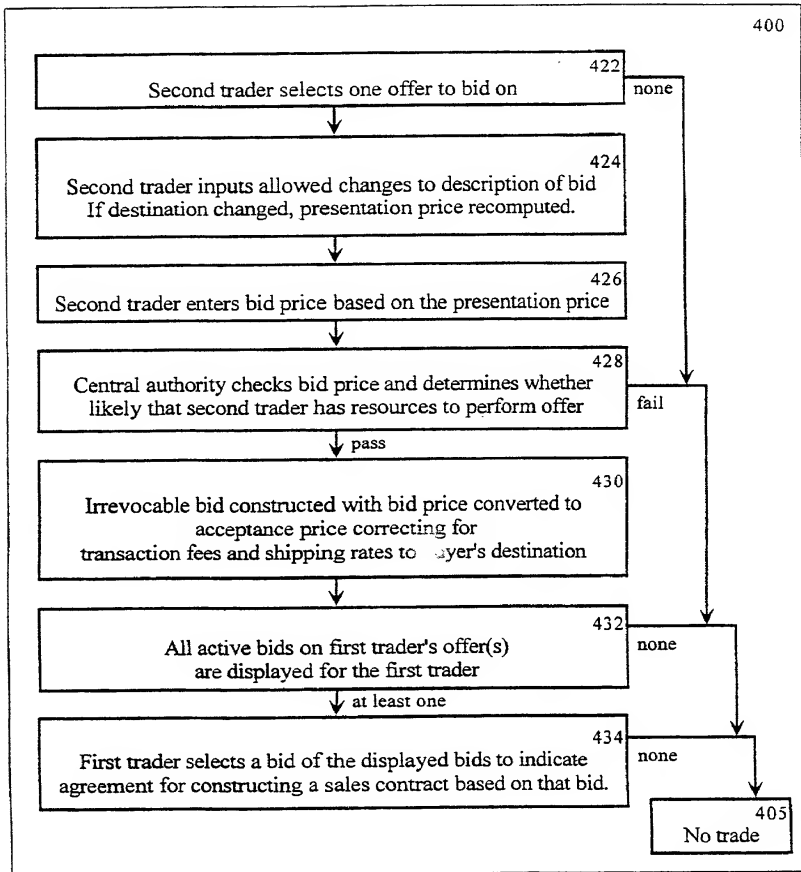 400
422
Second trader selects one offer to bid on
none
424
Second trader inputs allowed changes to description of bid
If destination changed, presentation price recomputed.
426
Second trader enters bid price based on the presentation price
428
Central authority checks bid price and determines whether
likely that second trader has resources to perform offer
fail
pass
430
Irrevocable bid constructed with bid price converted to
acceptance price correcting for
transaction fees and shipping rates to destination
432
All active bids on first trader's offer(s)
are displayed for the first trader
none
at least one
434
First trader selects a bid of the displayed bids to indicate
agreement for constructing a sales contract based on that bid.
none
405
No trade